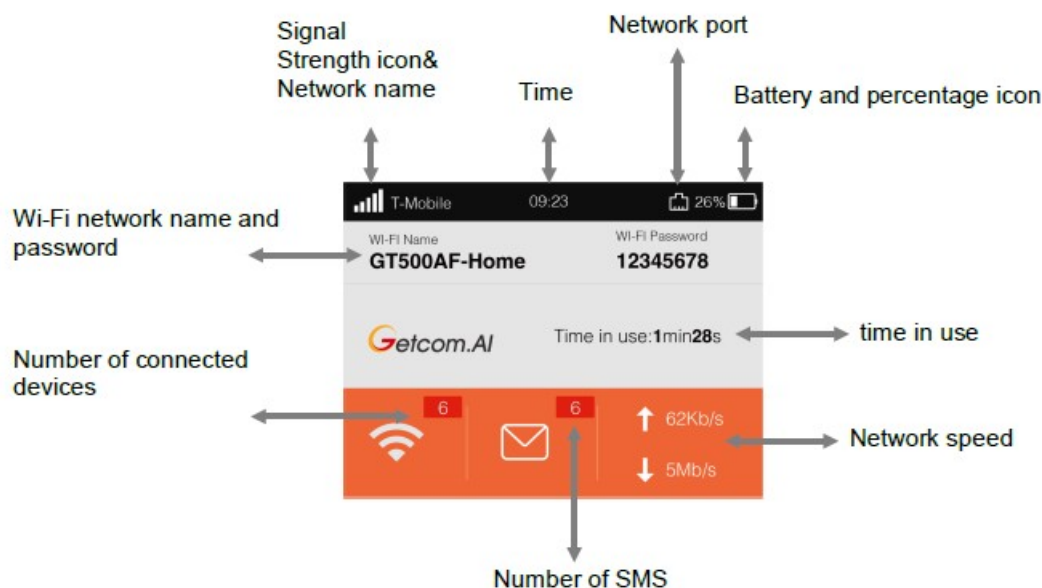 Signal
Strength icon&
Network name
Time
Network port
Battery and percentage icon
T-Mobile 09:23 26%
Wi-Fi network name and
password
WI-FI Name WI-FI Password
GT500AF-Home 12345678
Getcom.AI Time in use:1min28s
time in use
Number of connected
devices
6 6 62Kb/s
5Mb/s
Network speed
Number of SMS